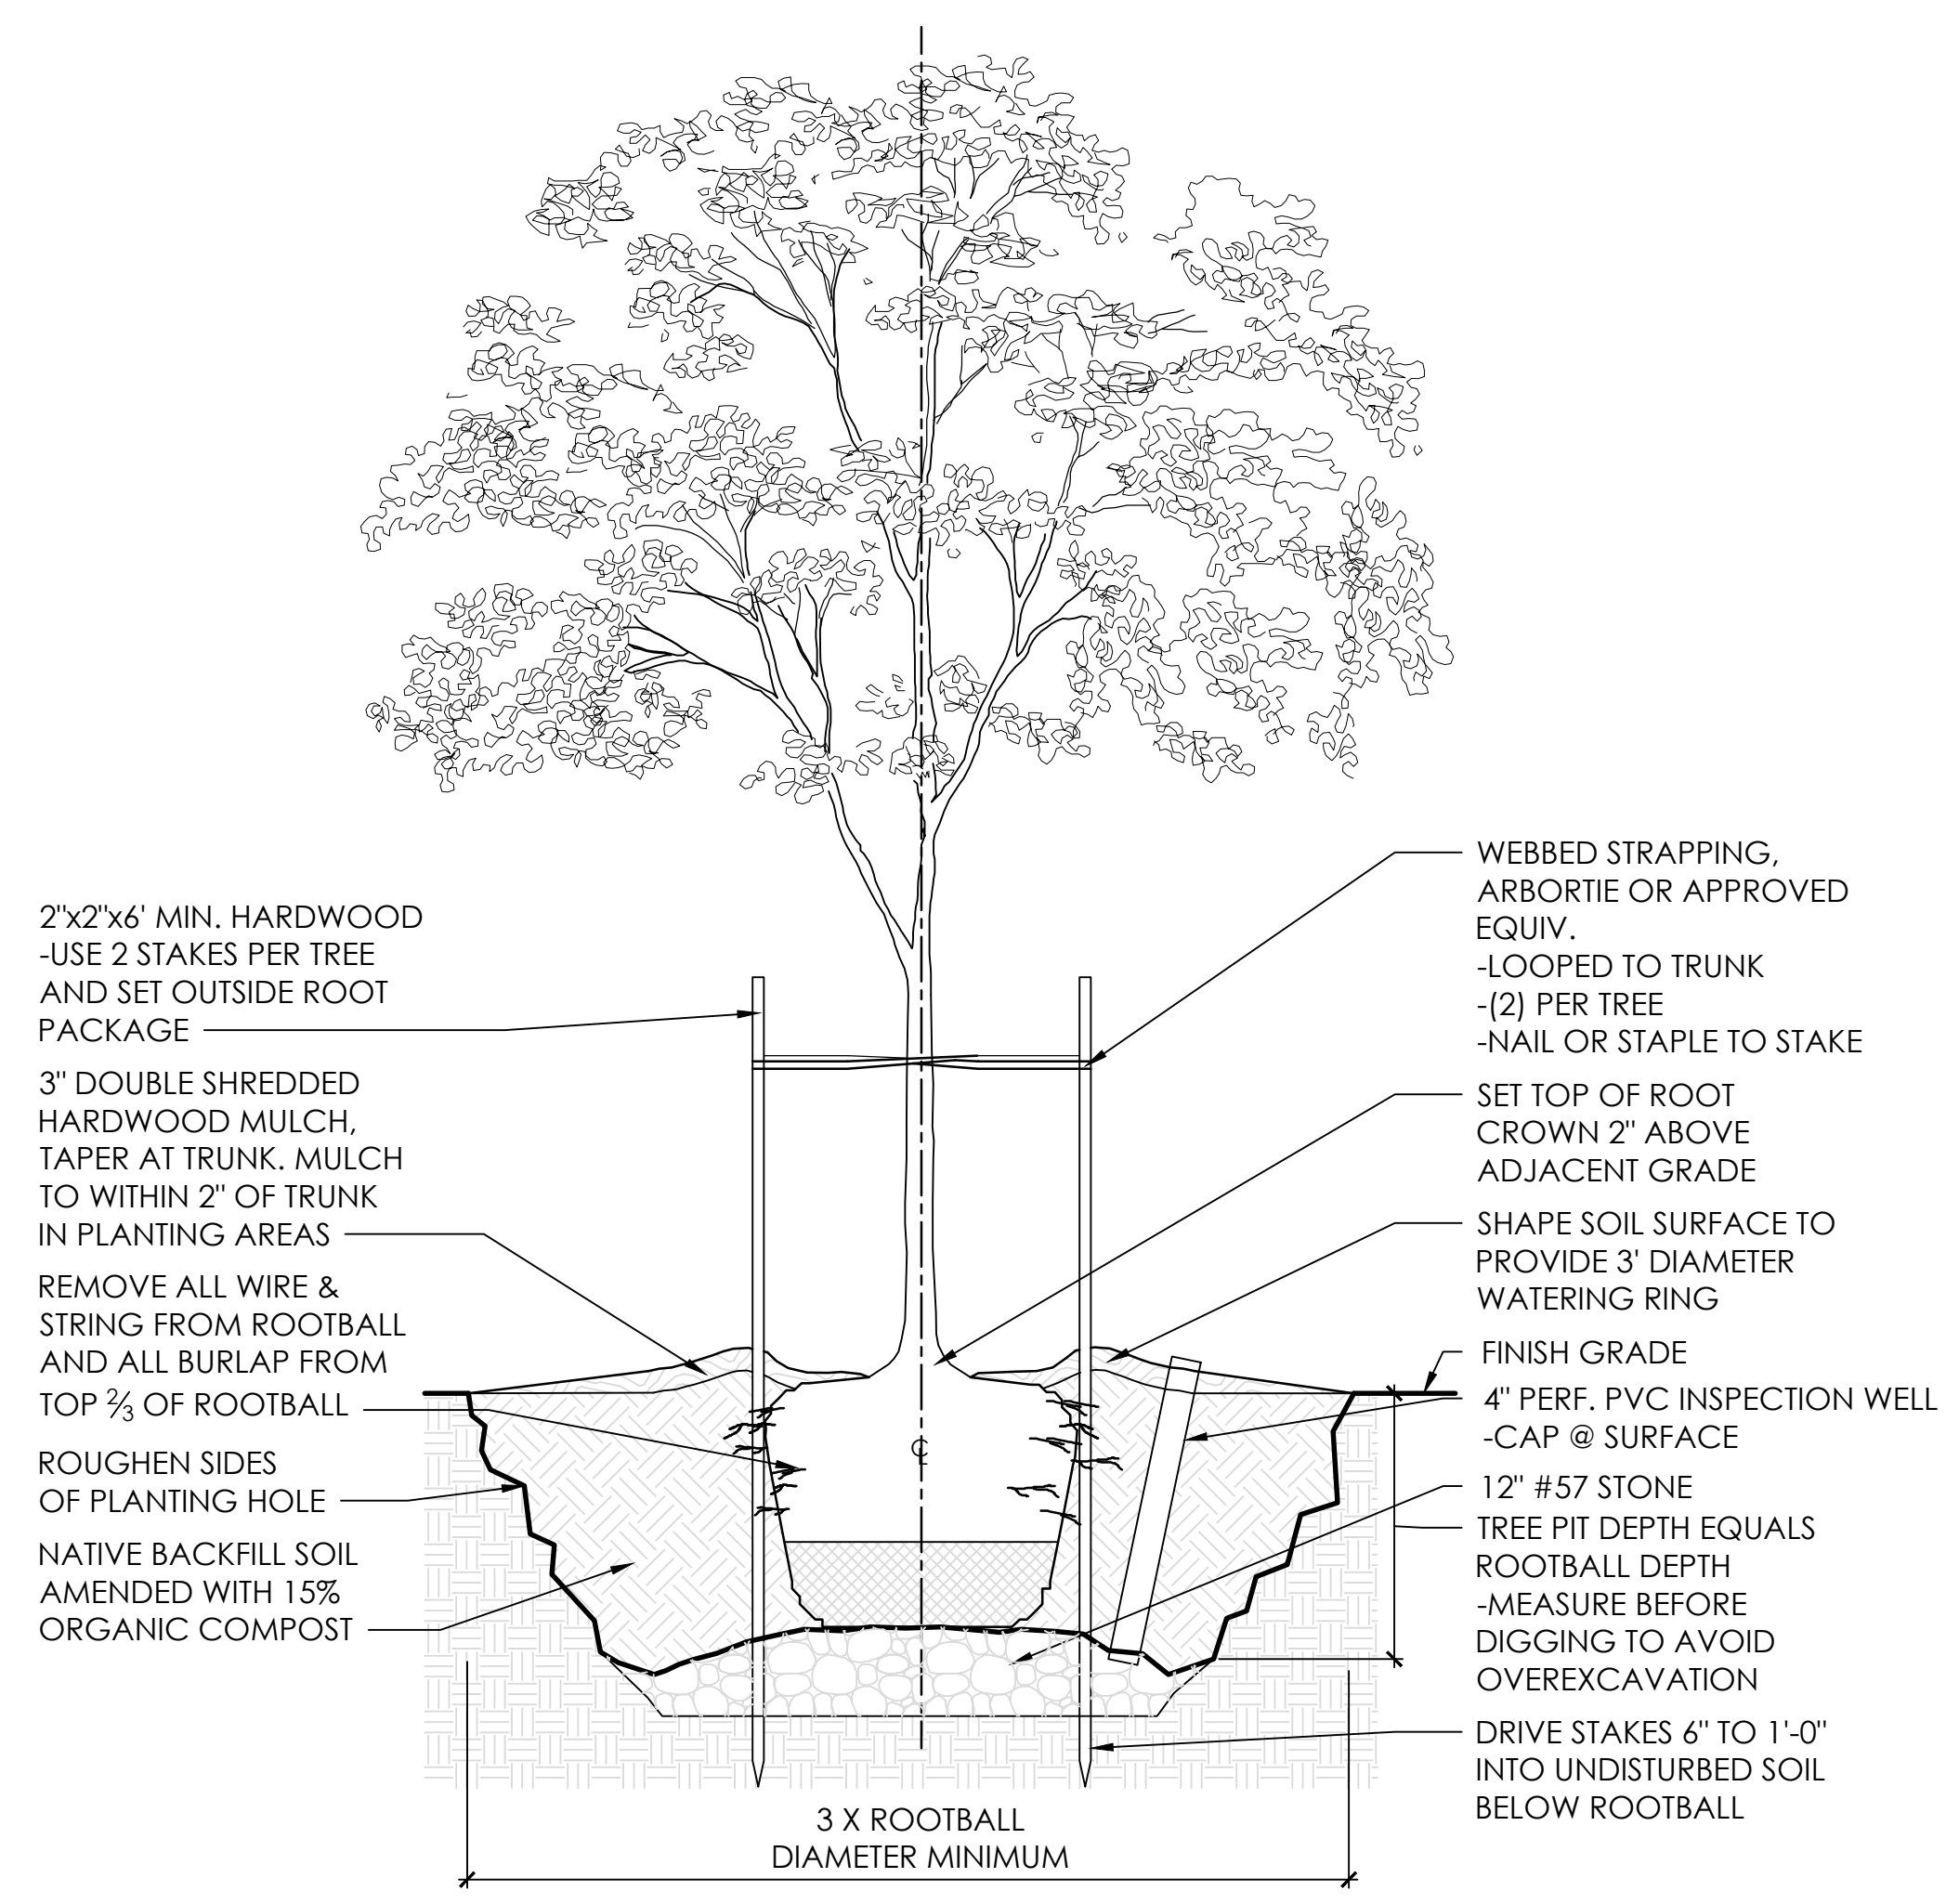 2"x2"x6' MIN. HARDWOOD
-USE 2 STAKES PER TREE
AND SET OUTSIDE ROOT
PACKAGE
3" DOUBLE SHREDDED
HARDWOOD MULCH,
TAPER AT TRUNK. MULCH
TO WITHIN 2" OF TRUNK
IN PLANTING AREAS
REMOVE ALL WIRE &
STRING FROM ROOTBALL
AND ALL BURLAP FROM
TOP ⅔ OF ROOTBALL
ROUGHEN SIDES
OF PLANTING HOLE
NATIVE BACKFILL SOIL
AMENDED WITH 15%
ORGANIC COMPOST
WEBBED STRAPPING,
ARBORTIE OR APPROVED
EQUIV.
-LOOPED TO TRUNK
-(2) PER TREE
-NAIL OR STAPLE TO STAKE
SET TOP OF ROOT
CROWN 2" ABOVE
ADJACENT GRADE
SHAPE SOIL SURFACE TO
PROVIDE 3' DIAMETER
WATERING RING
FINISH GRADE
4" PERF. PVC INSPECTION WELL
-CAP @ SURFACE
12" #57 STONE
TREE PIT DEPTH EQUALS
ROOTBALL DEPTH
-MEASURE BEFORE
DIGGING TO AVOID
OVEREXCAVATION
DRIVE STAKES 6" TO 1'-0"
INTO UNDISTURBED SOIL
BELOW ROOTBALL
℄
3 X ROOTBALL
DIAMETER MINIMUM